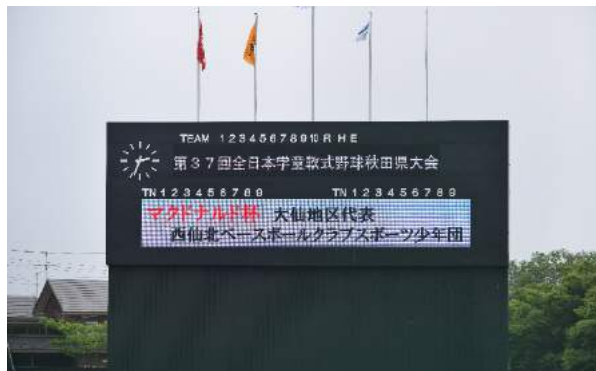 TEAM 1 2 3 4 5 6 7 8 9 10 R H E
第37回全日本学童軟式野球秋田県大会
TN 1 2 3 4 5 6 7 8 9 TN 1 2 3 4 5 6 7 8 9
マクドナルド杯 大仙地区代表
西仙北ベースボールクラブスポーツ少年団